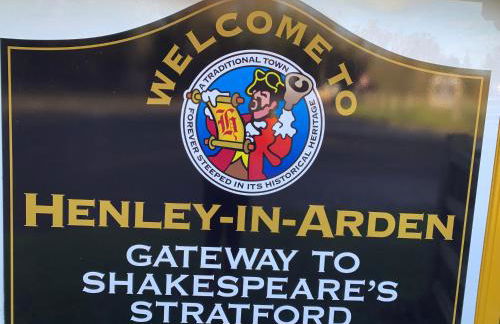 WELCOME TO
A TRADITIONAL TOWN
FOREVER STEEPED IN ITS HISTORICAL HERITAGE
H
HENLEY-IN-ARDEN
GATEWAY TO
SHAKESPEARE'S
STRATFORD